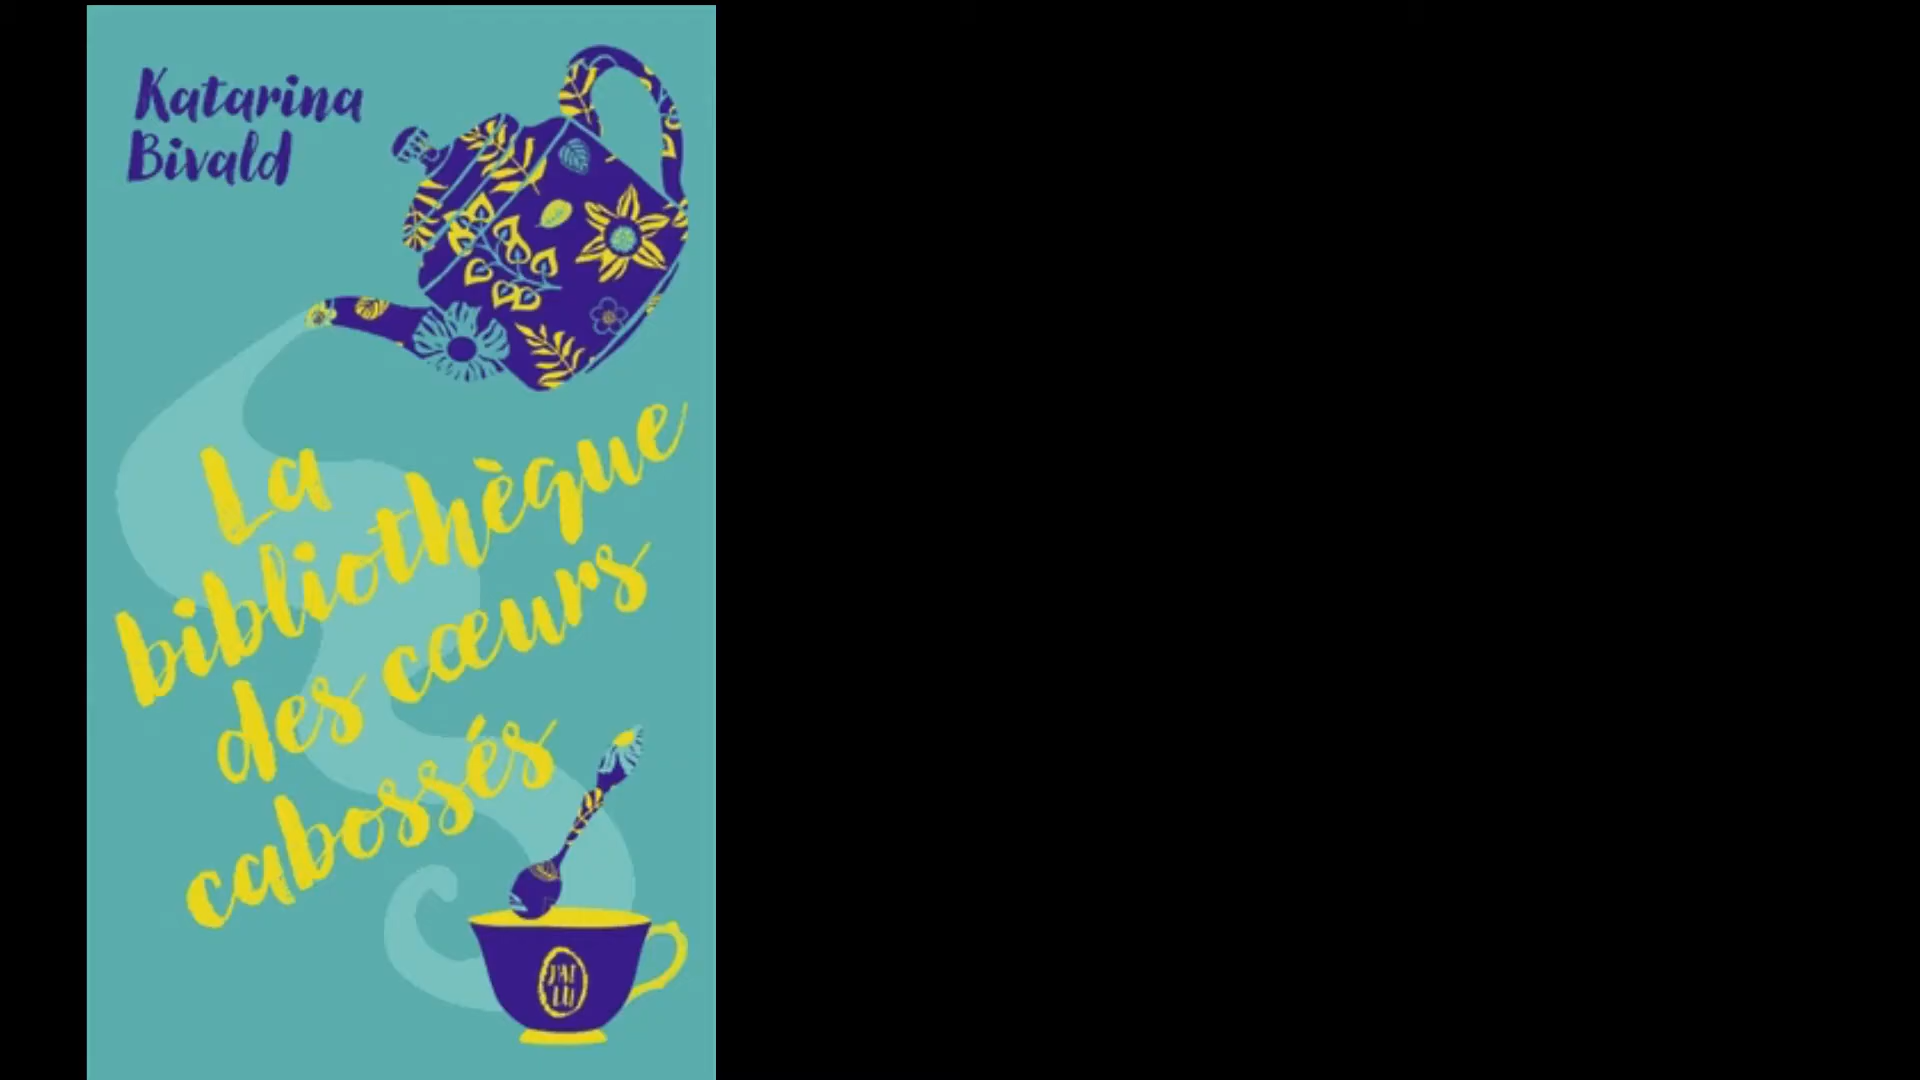 Katarina
Bivald
La
bibliothèque
des cœurs
cabossés
J'AI
LU